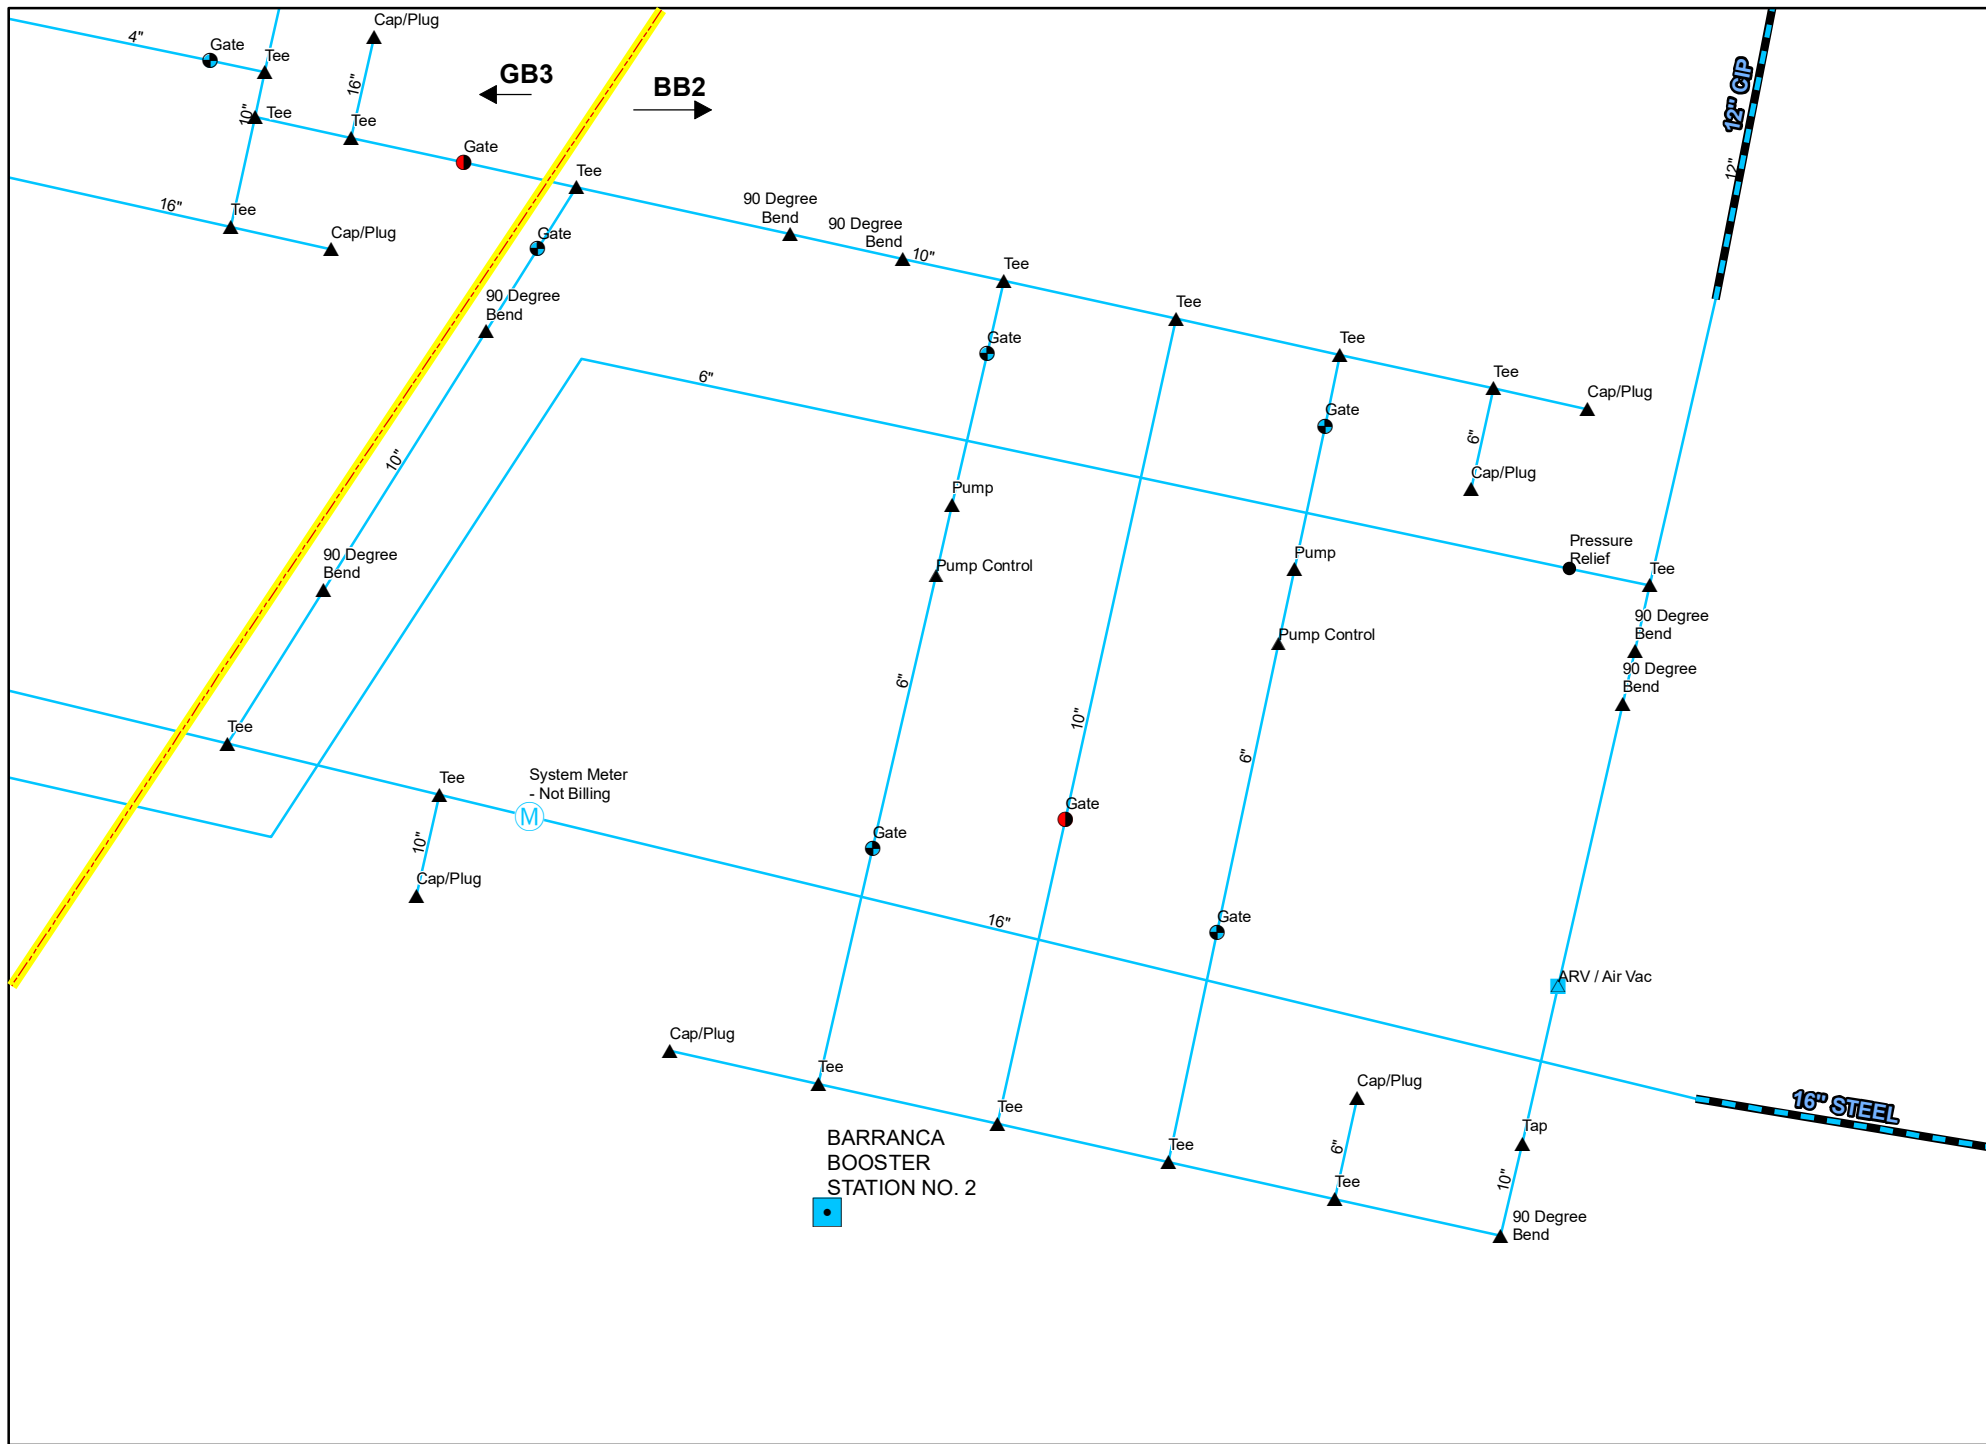 Cap/Plug
4"
Gate
Tee
16"
GB3
BB2
12" CIP
12"
10"
Tee
Tee
Gate
Tee
16"
Tee
Cap/Plug
Gate
90 Degree
Bend
90 Degree
Bend
10"
Tee
Tee
90 Degree
Bend
Gate
Tee
6"
Tee
Cap/Plug
Gate
6"
Cap/Plug
10"
Pump
Pressure
Relief
Tee
90 Degree
Bend
Pump Control
Pump
90 Degree
Bend
Pump Control
90 Degree
Bend
6"
10"
6"
Tee
Tee
System Meter
- Not Billing
M
10"
Cap/Plug
Gate
Gate
Gate
16"
ARV / Air Vac
Cap/Plug
Tee
Tee
Cap/Plug
16" STEEL
Tap
Tee
6"
10"
Tee
90 Degree
Bend
BARRANCA
BOOSTER
STATION NO. 2